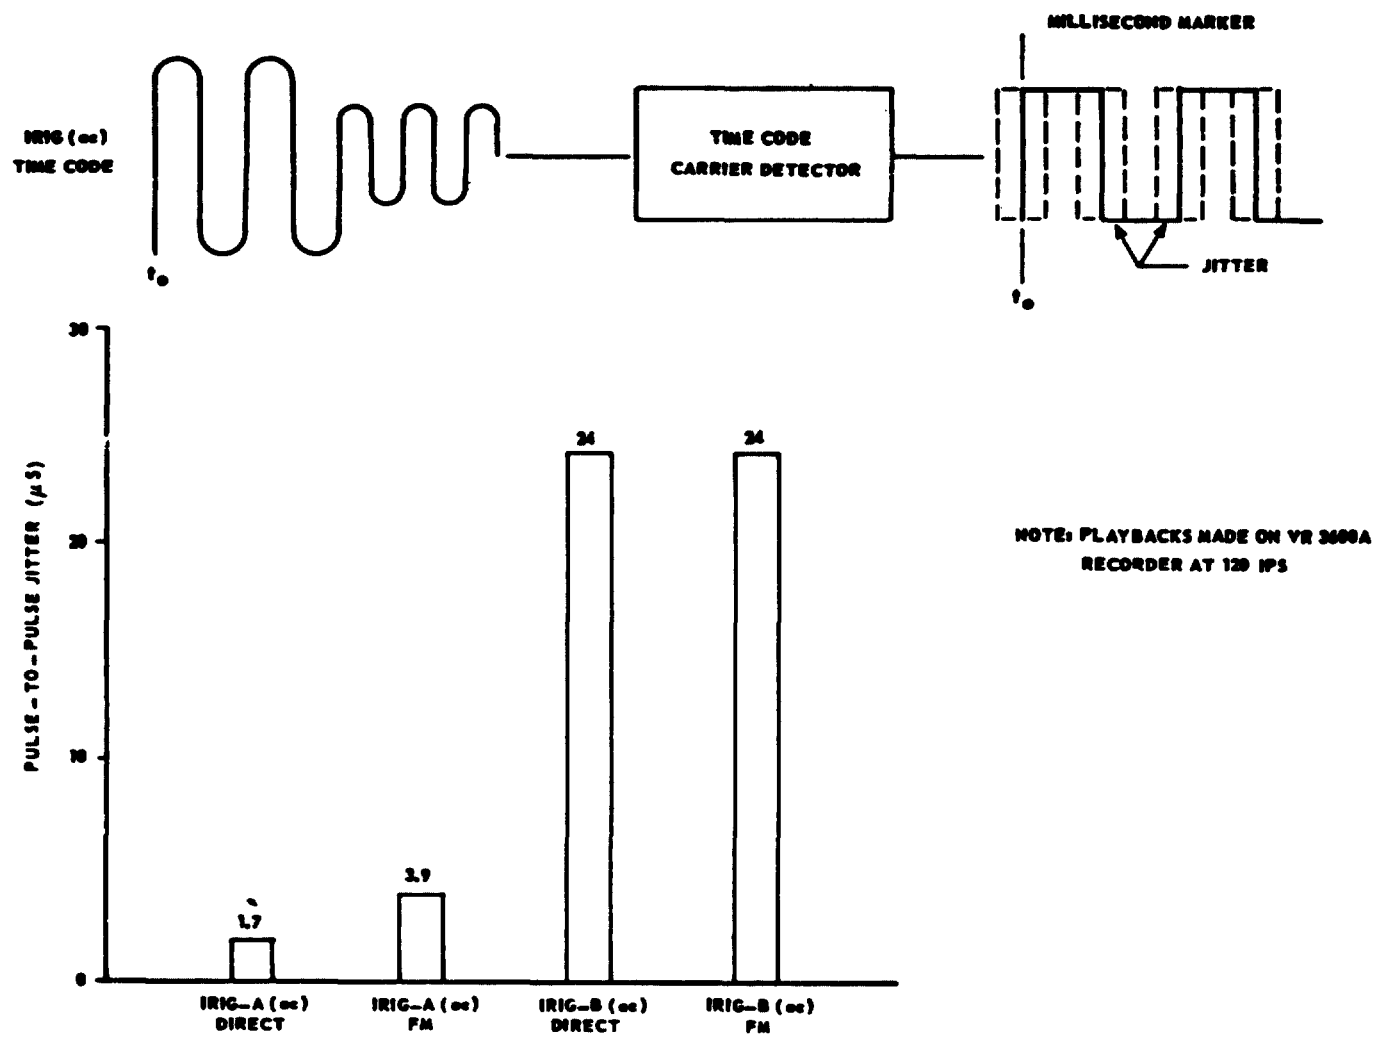 MILLISECOND MARKER
IRIG (ac)
TIME CODE
TIME CODE
CARRIER DETECTOR
JITTER
to
to
30
20
10
0
PULSE-TO-PULSE JITTER (μS)
1.7
3.9
24
24
NOTE: PLAYBACKS MADE ON VR 3600A
RECORDER AT 120 IPS
IRIG-A (ac)
DIRECT
IRIG-A (ac)
FM
IRIG-B (ac)
DIRECT
IRIG-B (ac)
FM